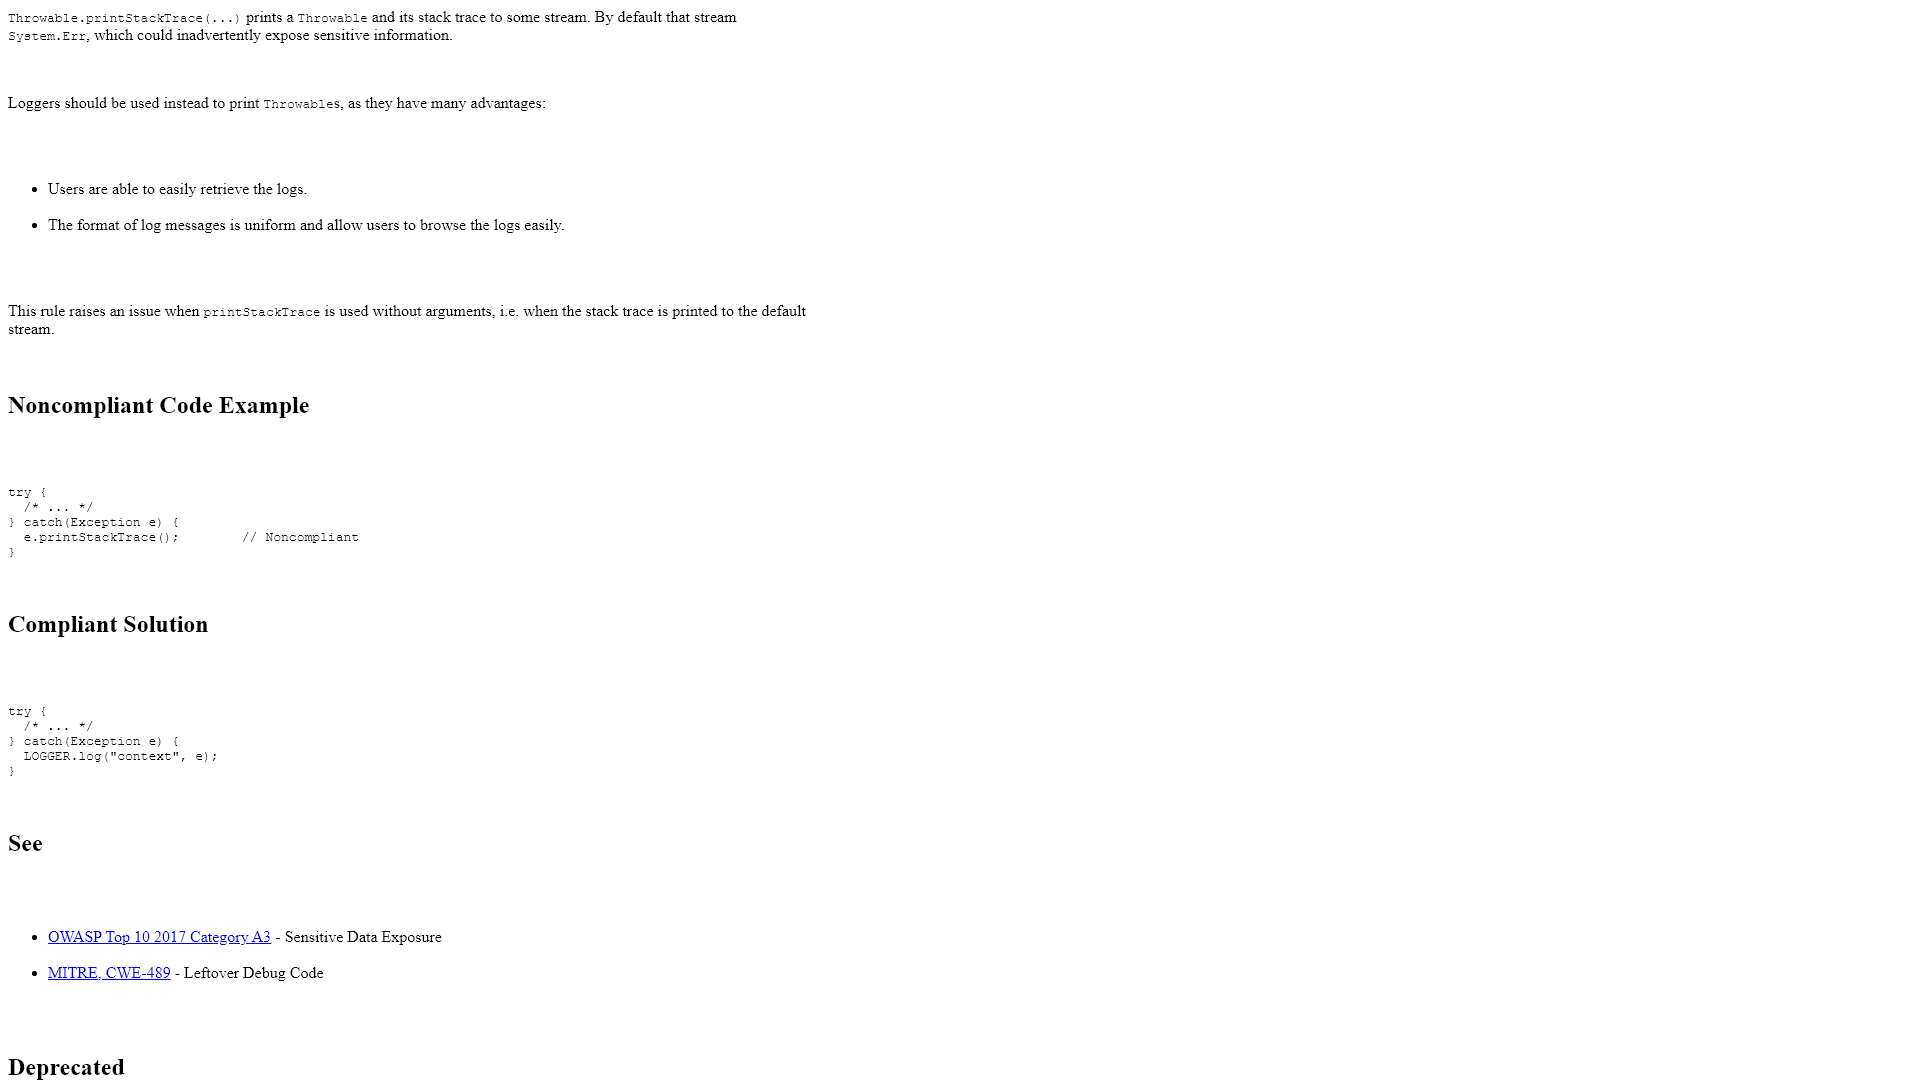 Throwable.printStackTrace(...) prints a Throwable and its stack trace to some stream. By default that stream
System.Err, which could inadvertently expose sensitive information.
Loggers should be used instead to print Throwables, as they have many advantages:
• Users are able to easily retrieve the logs.
• The format of log messages is uniform and allow users to browse the logs easily.
This rule raises an issue when printStackTrace is used without arguments, i.e. when the stack trace is printed to the default
stream.
Noncompliant Code Example
try {
  /* ... */
} catch(Exception e) {
  e.printStackTrace();        // Noncompliant
}
Compliant Solution
try {
  /* ... */
} catch(Exception e) {
  LOGGER.log("context", e);
}
See
• OWASP Top 10 2017 Category A3 - Sensitive Data Exposure
• MITRE, CWE-489 - Leftover Debug Code
Deprecated